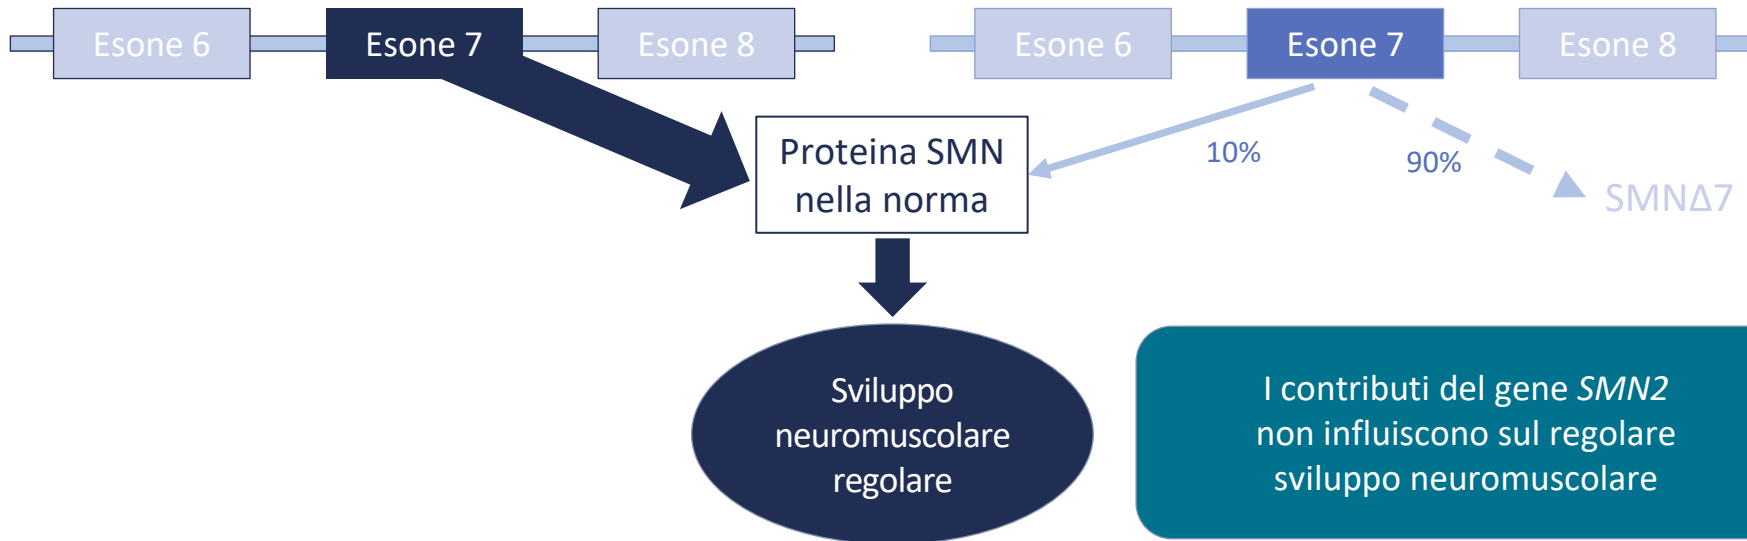 Esone 6
Esone 7
Esone 8
Esone 6
Esone 7
Esone 8
Proteina SMN
nella norma
10%
90%
SMNΔ7
Sviluppo
neuromuscolare
regolare
I contributi del gene SMN2
non influiscono sul regolare
sviluppo neuromuscolare